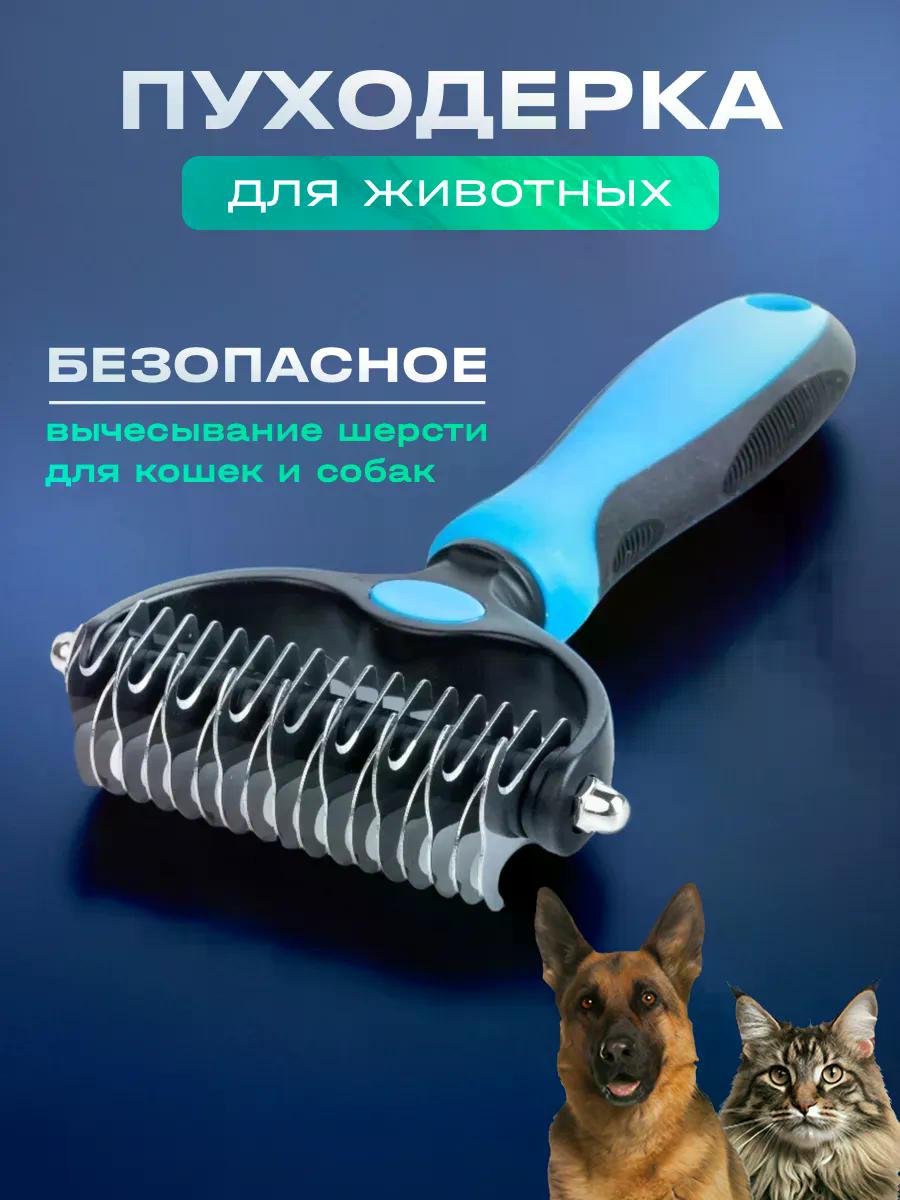 ПУХОДЕРКА
для животных
БЕЗОПАСНОЕ
вычесывание шерсти
для кошек и собак